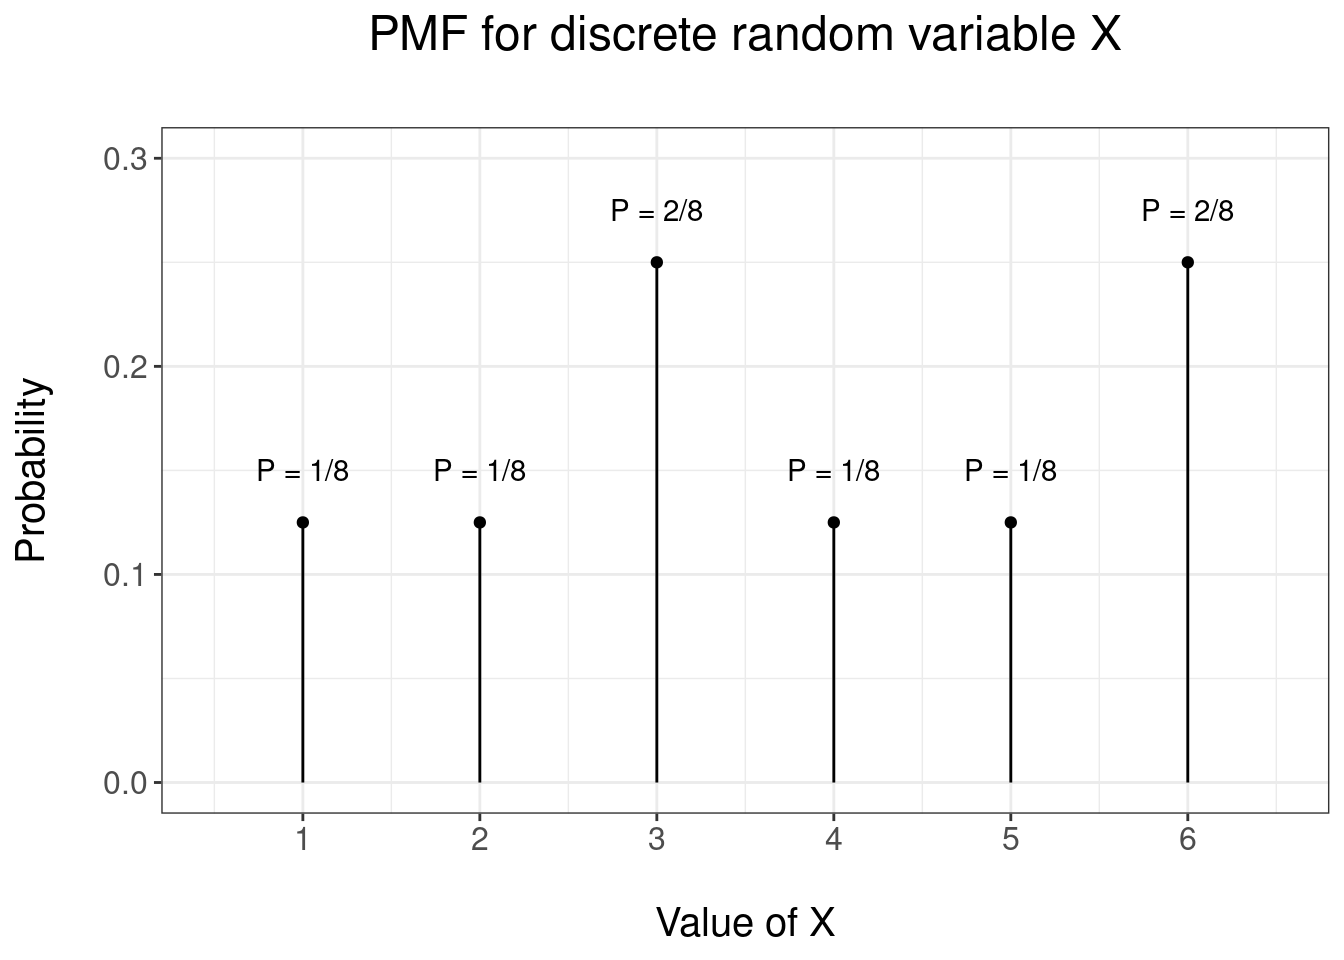 PMF for discrete random variable X
0.3
P = 2/8
P = 2/8
0.2
Probability
P = 1/8
P = 1/8
P = 1/8
P = 1/8
0.1
0.0
1
2
3
4
5
6
Value of X